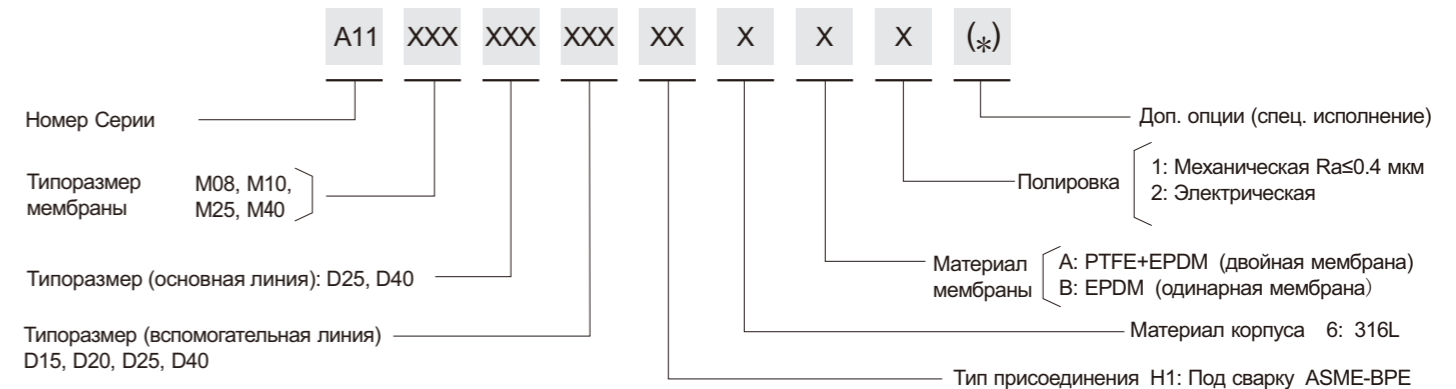 A11 XXX XXX XXX XX X X X (*)
Номер Серии
Доп. опции (спец. исполнение)
Типоразмер мембраны
M08, M10,
M25, M40
Полировка
1: Механическая Ra≤0.4 мкм
2: Электрическая
Типоразмер (основная линия): D25, D40
Материал мембраны
A: PTFE+EPDM (двойная мембрана)
B: EPDM (одинарная мембрана)
Типоразмер (вспомогательная линия)
D15, D20, D25, D40
Материал корпуса 6: 316L
Тип присоединения H1: Под сварку ASME-BPE